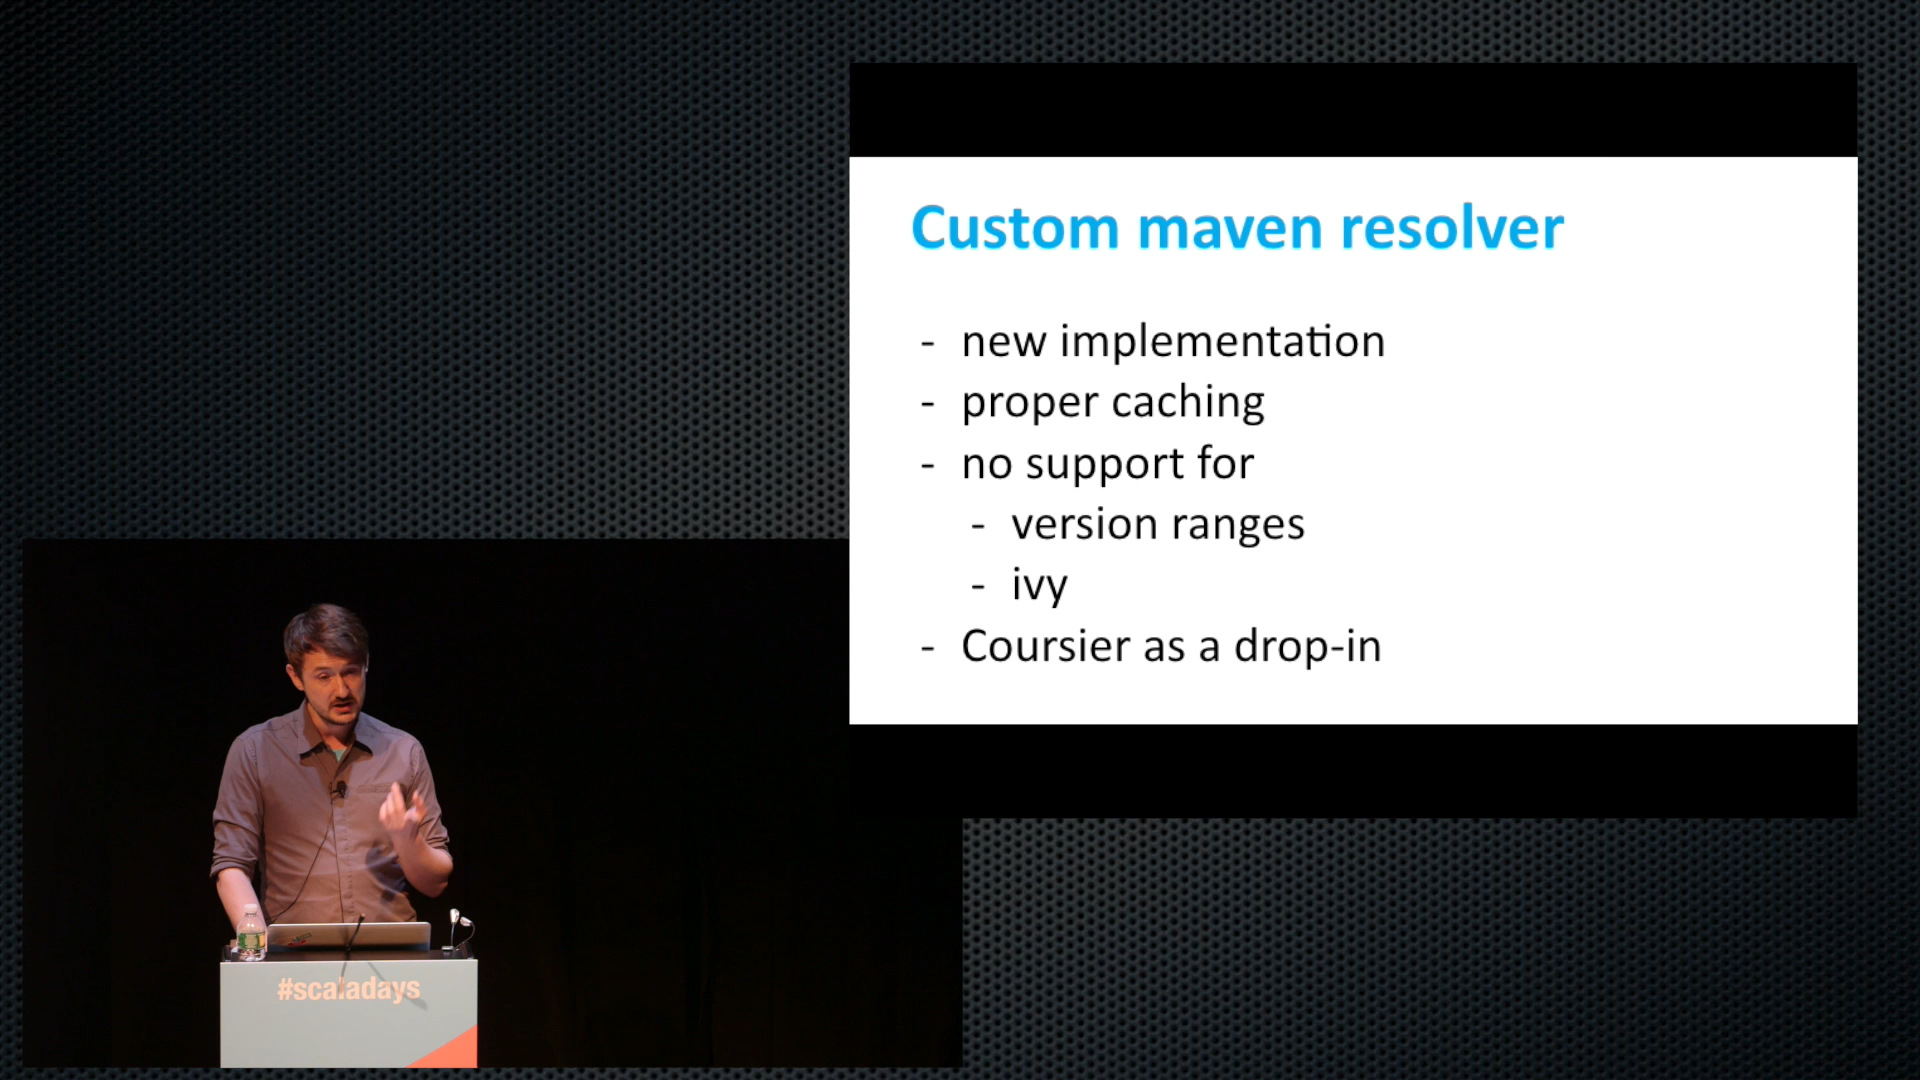 Custom maven resolver
- new implementation
- proper caching
- no support for
- version ranges
- ivy
- Coursier as a drop-in
#scaladays